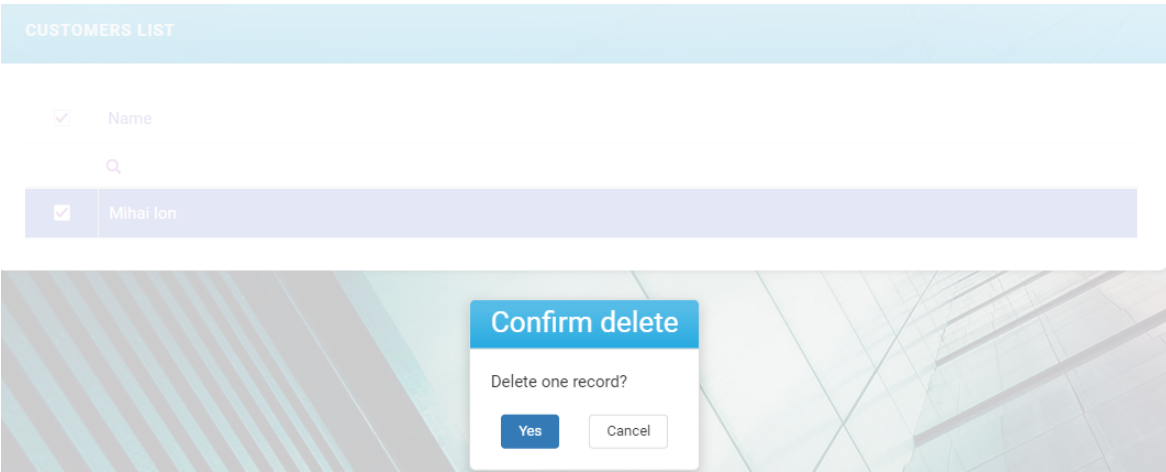 CUSTOMERS LIST
Name
Mihai Ion
Confirm delete
Delete one record?
Yes Cancel